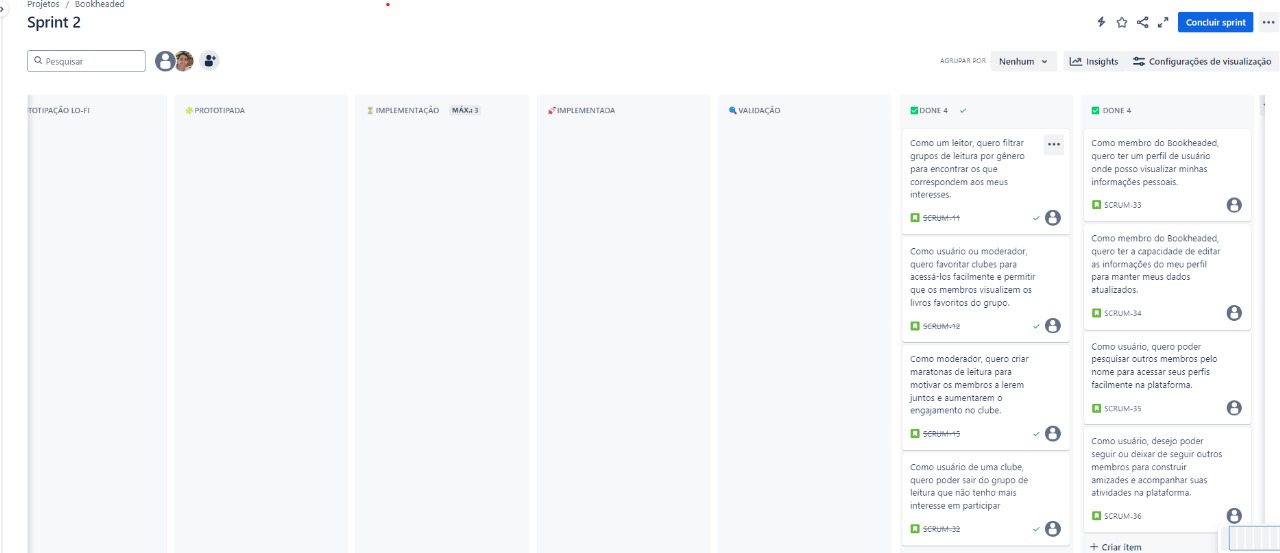 Projetos / Bookheaded
Sprint 2
Concluir sprint
Pesquisar
AGRUPAR POR
Nenhum
Insights
Configurações de visualização
TOTIPAÇÃO LO-FI
PROTOTIPADA
IMPLEMENTAÇÃO
MÁX.: 3
IMPLEMENTADA
VALIDAÇÃO
DONE 4
Como um leitor, quero filtrar
grupos de leitura por gênero
para encontrar os que
correspondem aos meus
interesses.
SCRUM-11
Como usuário ou moderador,
quero favoritar clubes para
acessá-los facilmente e permitir
que os membros visualizem os
livros favoritos do grupo.
SCRUM-12
Como moderador, quero criar
maratonas de leitura para
motivar os membros a lerem
juntos e aumentarem o
engajamento no clube.
SCRUM-15
Como usuário de uma clube,
quero poder sair do grupo de
leitura que não tenho mais
interesse em participar
SCRUM-32
DONE 4
Como membro do Bookheaded,
quero ter um perfil de usuário
onde posso visualizar minhas
informações pessoais.
SCRUM-33
Como membro do Bookheaded,
quero ter a capacidade de editar
as informações do meu perfil
para manter meus dados
atualizados.
SCRUM-34
Como usuário, quero poder
pesquisar outros membros pelo
nome para acessar seus perfis
facilmente na plataforma.
SCRUM-35
Como usuário, desejo poder
seguir ou deixar de seguir outros
membros para construir
amizades e acompanhar suas
atividades na plataforma.
SCRUM-36
+ Criar item